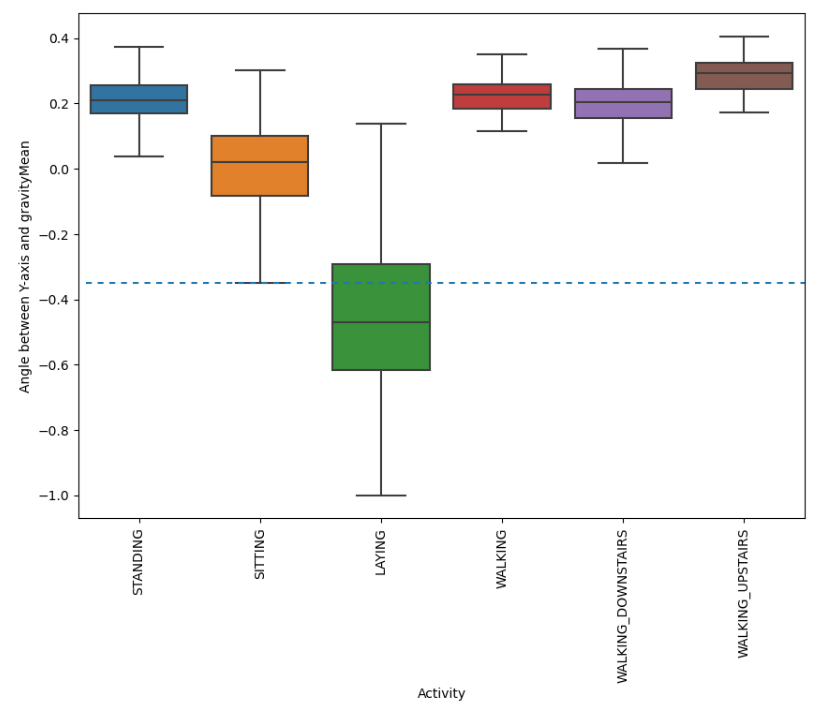 Angle between Y-axis and gravityMean
0.4
0.2
0.0
−0.2
−0.4
−0.6
−0.8
−1.0
STANDING
SITTING
LAYING
WALKING
WALKING_DOWNSTAIRS
WALKING_UPSTAIRS
Activity